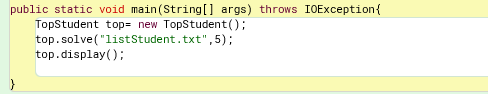 public static void main(String[] args) throws IOException{
TopStudent top= new TopStudent();
top.solve("listStudent.txt",5);
top.display();
}